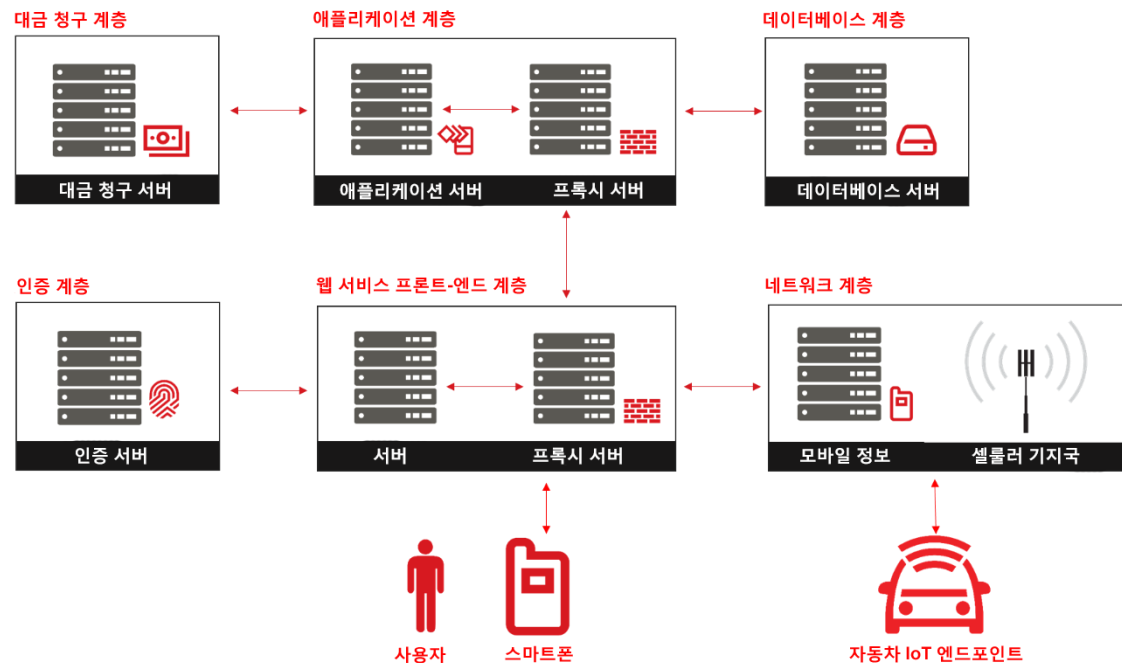 대금 청구 계층
애플리케이션 계층
데이터베이스 계층
대금 청구 서버
애플리케이션 서버
프록시 서버
데이터베이스 서버
인증 계층
웹 서비스 프론트-엔드 계층
네트워크 계층
인증 서버
서버
프록시 서버
모바일 정보
셀룰러 기지국
사용자
스마트폰
자동차 IoT 엔드포인트